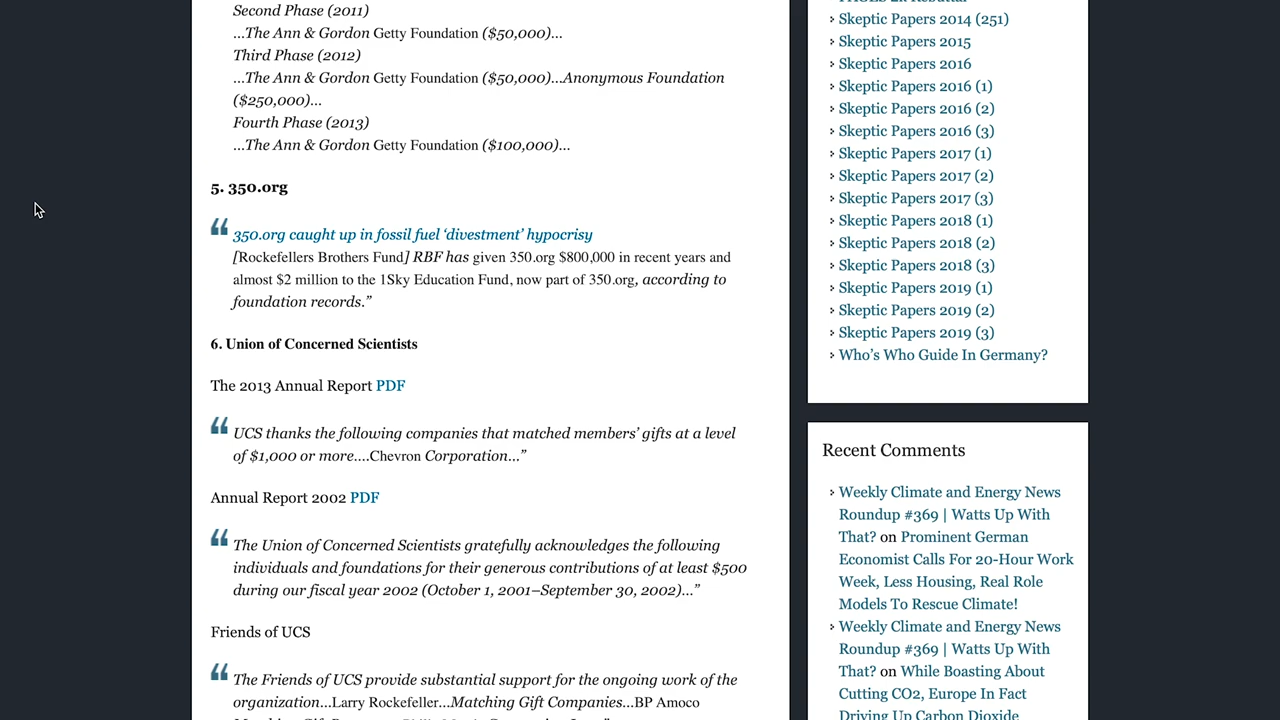 Second Phase (2011)
…The Ann & Gordon Getty Foundation ($50,000)…
Third Phase (2012)
…The Ann & Gordon Getty Foundation ($50,000)…Anonymous Foundation
($250,000)…
Fourth Phase (2013)
…The Ann & Gordon Getty Foundation ($100,000)…
5. 350.org
350.org caught up in fossil fuel ‘divestment’ hypocrisy
[Rockefellers Brothers Fund] RBF has given 350.org $800,000 in recent years and
almost $2 million to the 1Sky Education Fund, now part of 350.org, according to
foundation records.”
6. Union of Concerned Scientists
The 2013 Annual Report PDF
UCS thanks the following companies that matched members’ gifts at a level
of $1,000 or more….Chevron Corporation…”
Annual Report 2002 PDF
The Union of Concerned Scientists gratefully acknowledges the following
individuals and foundations for their generous contributions of at least $500
during our fiscal year 2002 (October 1, 2001–September 30, 2002)…”
Friends of UCS
The Friends of UCS provide substantial support for the ongoing work of the
organization…Larry Rockefeller…Matching Gift Companies…BP Amoco
Skeptic Papers 2014 (251)
Skeptic Papers 2015
Skeptic Papers 2016
Skeptic Papers 2016 (1)
Skeptic Papers 2016 (2)
Skeptic Papers 2016 (3)
Skeptic Papers 2017 (1)
Skeptic Papers 2017 (2)
Skeptic Papers 2017 (3)
Skeptic Papers 2018 (1)
Skeptic Papers 2018 (2)
Skeptic Papers 2018 (3)
Skeptic Papers 2019 (1)
Skeptic Papers 2019 (2)
Skeptic Papers 2019 (3)
Who’s Who Guide In Germany?
Recent Comments
Weekly Climate and Energy News
Roundup #369 | Watts Up With
That? on Prominent German
Economist Calls For 20-Hour Work
Week, Less Housing, Real Role
Models To Rescue Climate!
Weekly Climate and Energy News
Roundup #369 | Watts Up With
That? on While Boasting About
Cutting CO2, Europe In Fact
Driving Up Carbon Dioxide